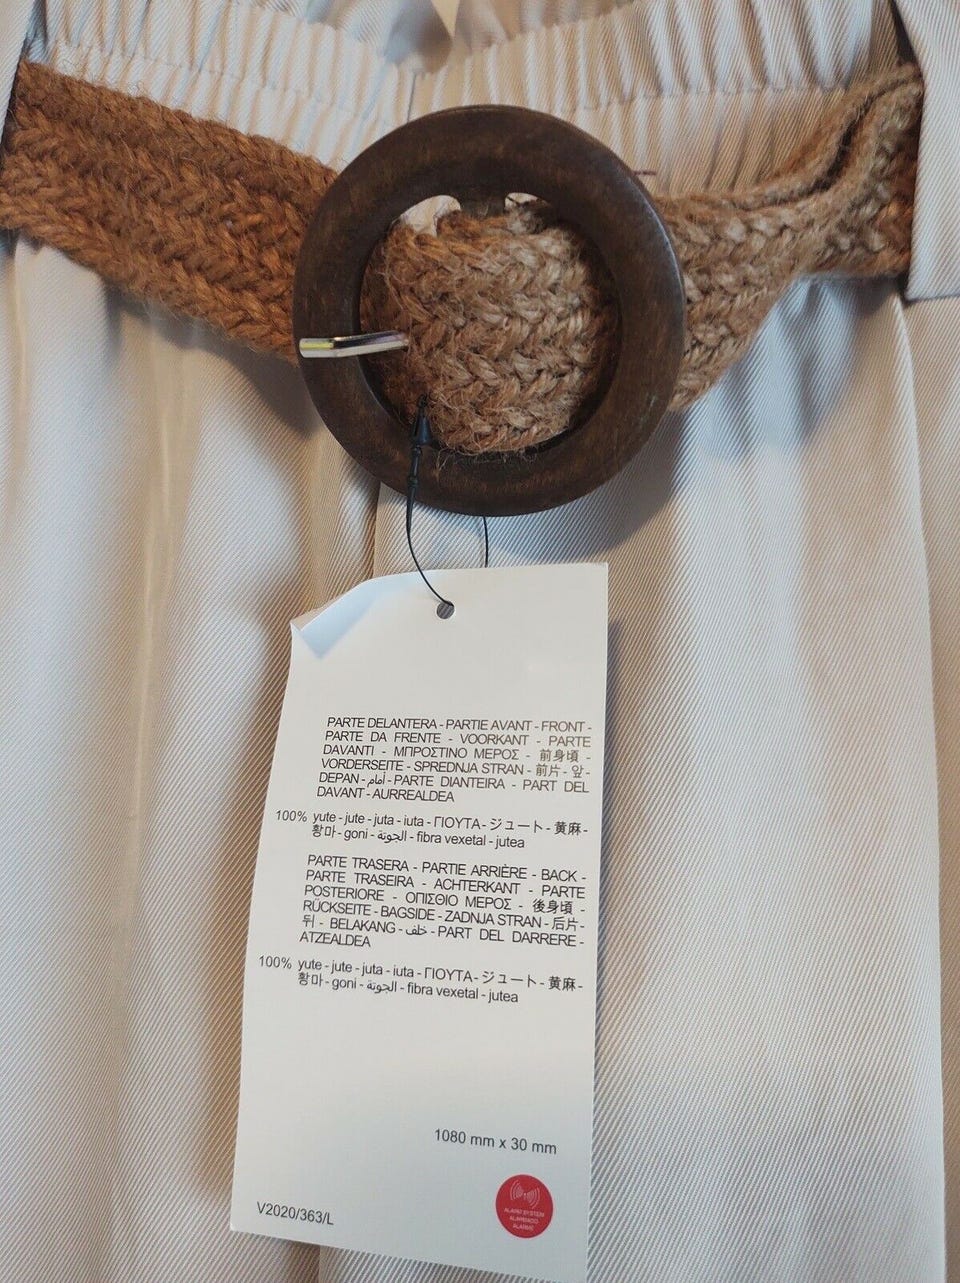 PARTE DELANTERA - PARTIE AVANT - FRONT -
PARTE DA FRENTE - VOORKANT - PARTE
DAVANTI - ΜΠΡΟΣΤΙΝΟ ΜΕΡΟΣ - 前身頃 -
VORDERSEITE - SPREDNJA STRAN - 前片 - 앞 -
DEPAN - أمام - PARTE DIANTEIRA - PART DEL
DAVANT - AURREALDEA
100% yute - jute - juta - iuta - ΓΙΟΥΤΑ - ジュート - 黄麻 -
황마 - goni - الجوتة - fibra vexetal - jutea
PARTE TRASERA - PARTIE ARRIÈRE - BACK -
PARTE TRASEIRA - ACHTERKANT - PARTE
POSTERIORE - ΟΠΙΣΘΙΟ ΜΕΡΟΣ - 後身頃 -
RÜCKSEITE - BAGSIDE - ZADNJA STRAN - 后片 -
뒤 - BELAKANG - خلف - PART DEL DARRERE -
ATZEALDEA
100% yute - jute - juta - iuta - ΓΙΟΥΤΑ - ジュート - 黄麻 -
황마 - goni - الجوتة - fibra vexetal - jutea
1080 mm x 30 mm
ALARM SYSTEM
ALARMADO
ALARME
V2020/363/L